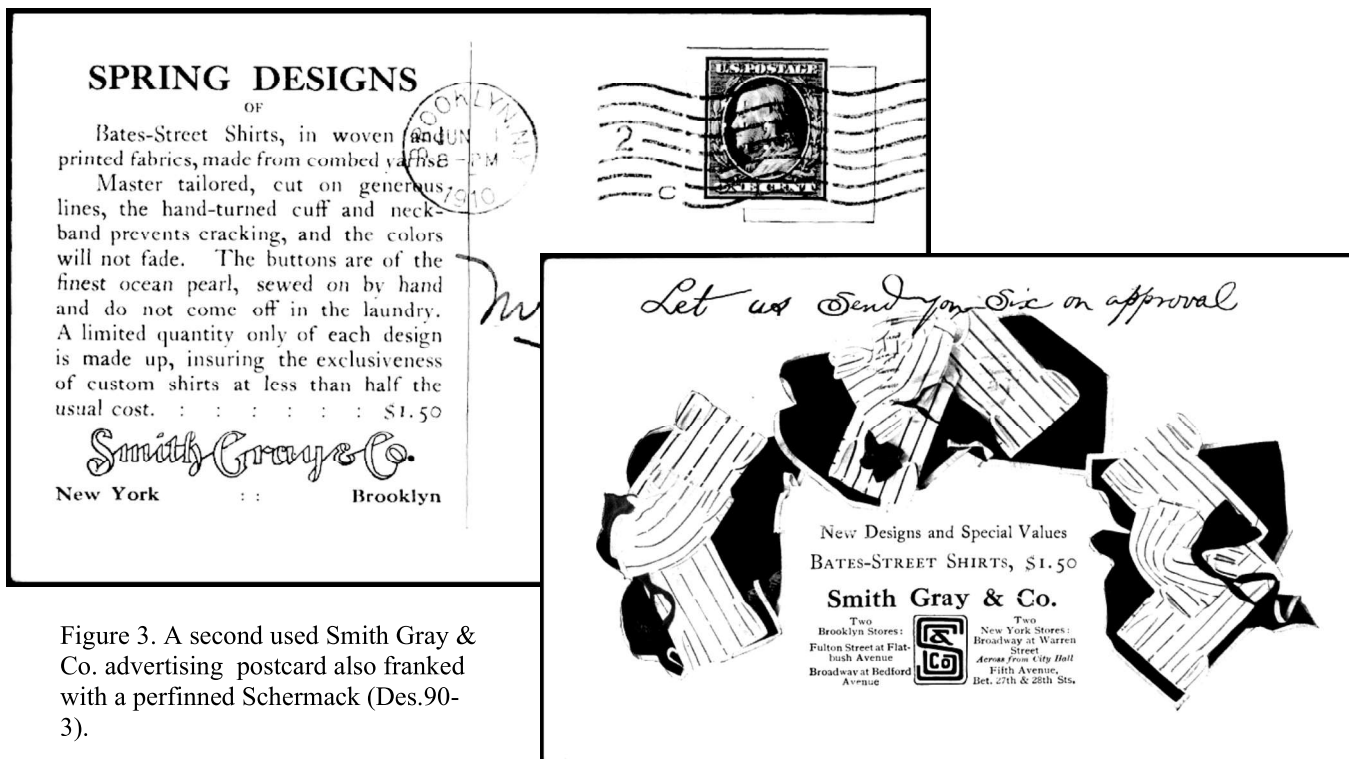 SPRING DESIGNS
OF
Bates-Street Shirts, in woven and
printed fabrics, made from combed yarns.
Master tailored, cut on generous
lines, the hand-turned cuff and neck-
band prevents cracking, and the colors
will not fade. The buttons are of the
finest ocean pearl, sewed on by hand
and do not come off in the laundry.
A limited quantity only of each design
is made up, insuring the exclusiveness
of custom shirts at less than half the
usual cost. : : : : : : $1.50
Smith Gray & Co.
New York : : Brooklyn
BROOKLYN, N.Y.
JUN 1
8 - PM
1910
2
C
U.S. POSTAGE
ONE CENT
Let us Send you Six on approval
New Designs and Special Values
BATES-STREET SHIRTS, $1.50
Smith Gray & Co.
Two
Brooklyn Stores:
Fulton Street at Flat-
bush Avenue
Broadway at Bedford
Avenue
S & G Co
Two
New York Stores:
Broadway at Warren
Street
Across from City Hall
Fifth Avenue,
Bet. 27th & 28th Sts.
Figure 3. A second used Smith Gray &
Co. advertising postcard also franked
with a perfinned Schermack (Des.90-
3).